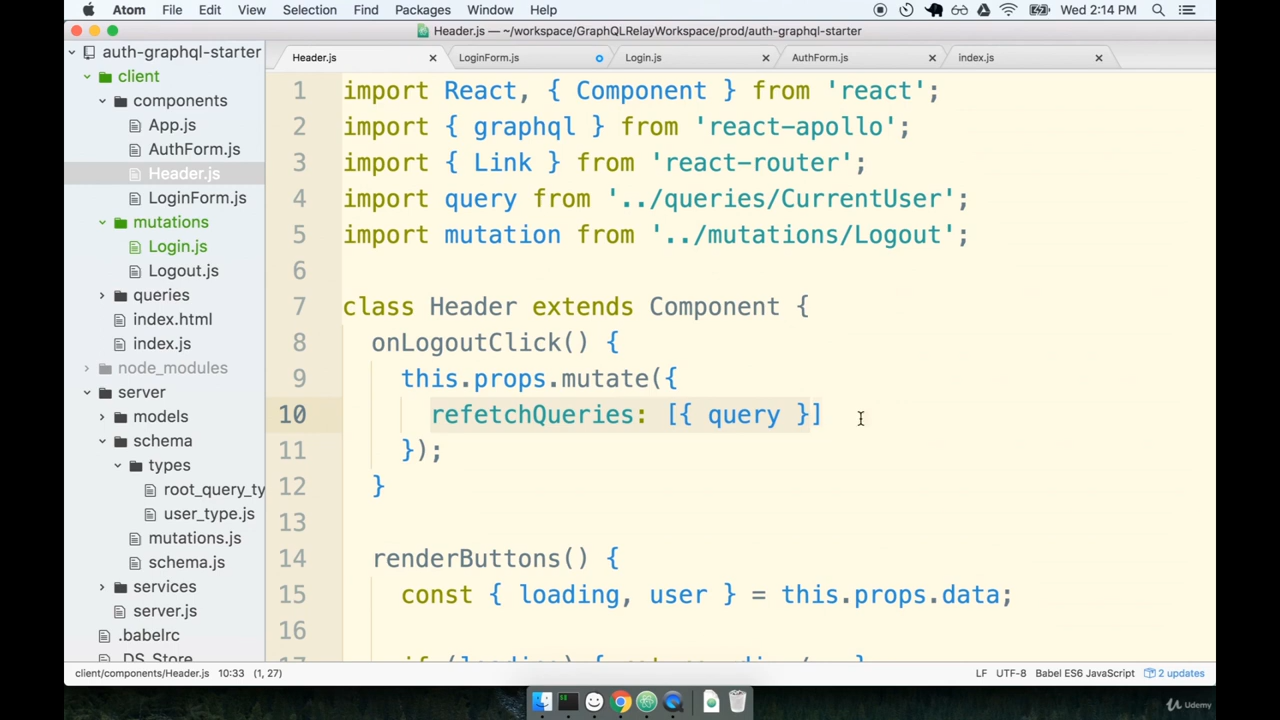 Atom File Edit View Selection Find Packages Window Help Wed 2:14 PM
Header.js — ~/workspace/GraphQLRelayWorkspace/prod/auth-graphql-starter
auth-graphql-starter
client
components
App.js
AuthForm.js
Header.js
LoginForm.js
mutations
Login.js
Logout.js
queries
index.html
index.js
node_modules
server
models
schema
types
root_query_ty
user_type.js
mutations.js
schema.js
services
server.js
.babelrc
.DS_Store
Header.js LoginForm.js Login.js AuthForm.js index.js
1 import React, { Component } from 'react';
2 import { graphql } from 'react-apollo';
3 import { Link } from 'react-router';
4 import query from '../queries/CurrentUser';
5 import mutation from '../mutations/Logout';
6
7 class Header extends Component {
8 onLogoutClick() {
9 this.props.mutate({
10 refetchQueries: [{ query }]
11 });
12 }
13
14 renderButtons() {
15 const { loading, user } = this.props.data;
16
client/components/Header.js 10:33 (1, 27) LF UTF-8 Babel ES6 JavaScript 2 updates
Udemy